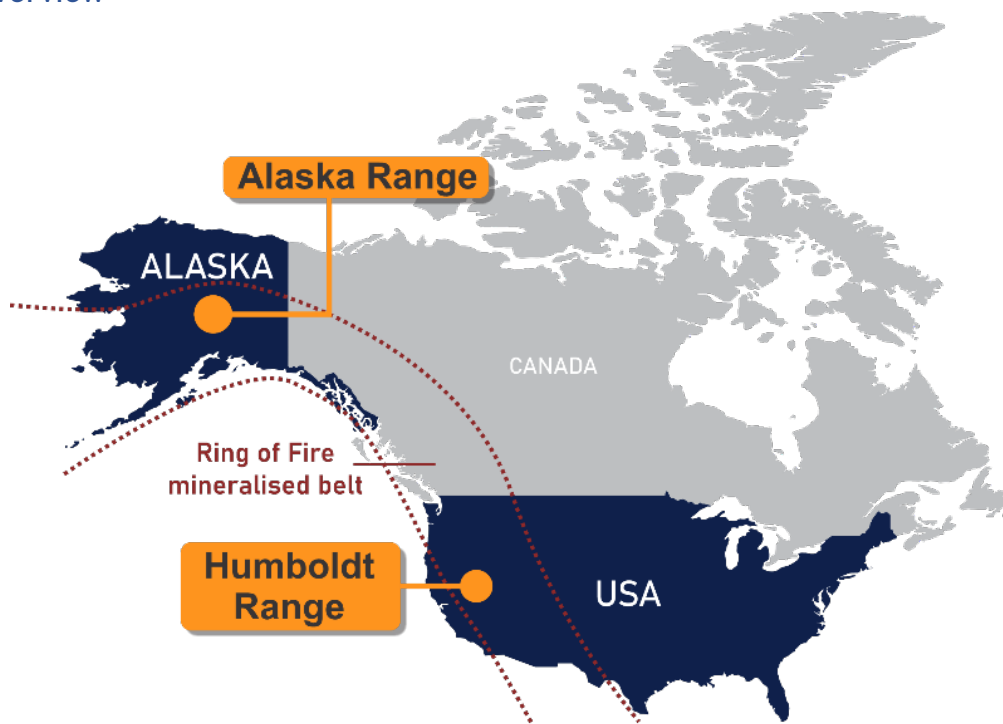 Alaska Range
ALASKA
CANADA
Ring of Fire
mineralised belt
Humboldt
Range
USA